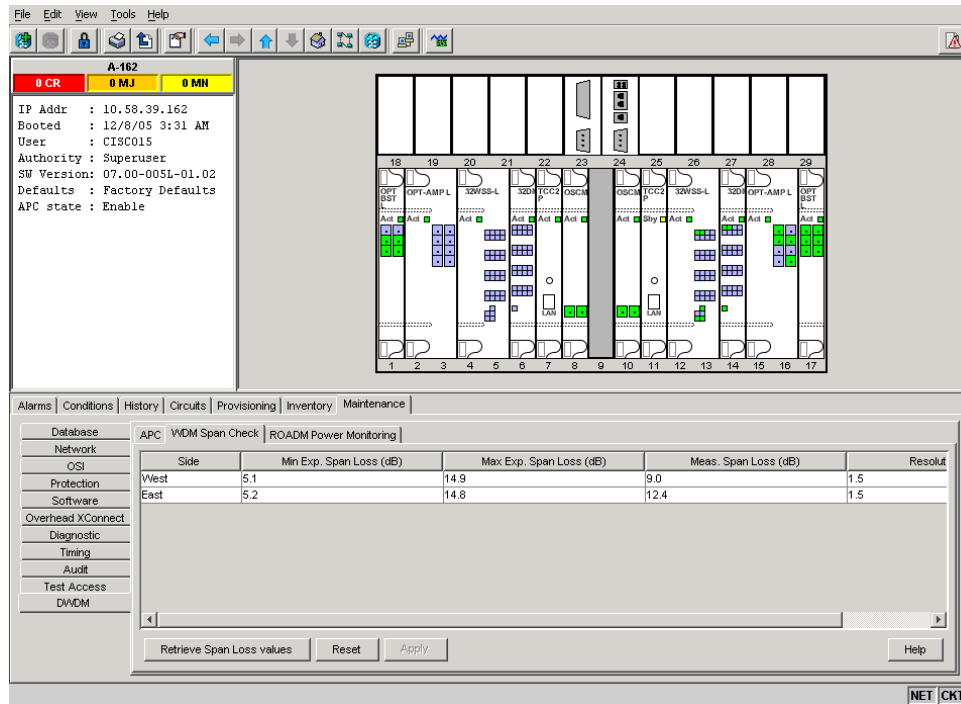 File Edit View Tools Help
A-162
0 CR 0 MJ 0 MN
IP Addr : 10.58.39.162
Booted : 12/8/05 3:31 AM
User : CISCO15
Authority : Superuser
SW Version: 07.00-005L-01.02
Defaults : Factory Defaults
APC state : Enable
18 19 20 21 22 23 24 25 26 27 28 29
OPT BST L OPT-AMP L 32WSS-L 32D TCC2 P OSCM OSCM TCC2 P 32WSS-L 32D OPT-AMP L OPT BST L
Act Act Act Act Act Act Act Sby Act Act Act Act
LAN LAN
1 2 3 4 5 6 7 8 9 10 11 12 13 14 15 16 17
Alarms Conditions History Circuits Provisioning Inventory Maintenance
Database
Network
OSI
Protection
Software
Overhead XConnect
Diagnostic
Timing
Audit
Test Access
DWDM
APC WDM Span Check ROADM Power Monitoring
Side Min Exp. Span Loss (dB) Max Exp. Span Loss (dB) Meas. Span Loss (dB) Resolut
West 5.1 14.9 9.0 1.5
East 5.2 14.8 12.4 1.5
Retrieve Span Loss values Reset Apply Help
NET CKT